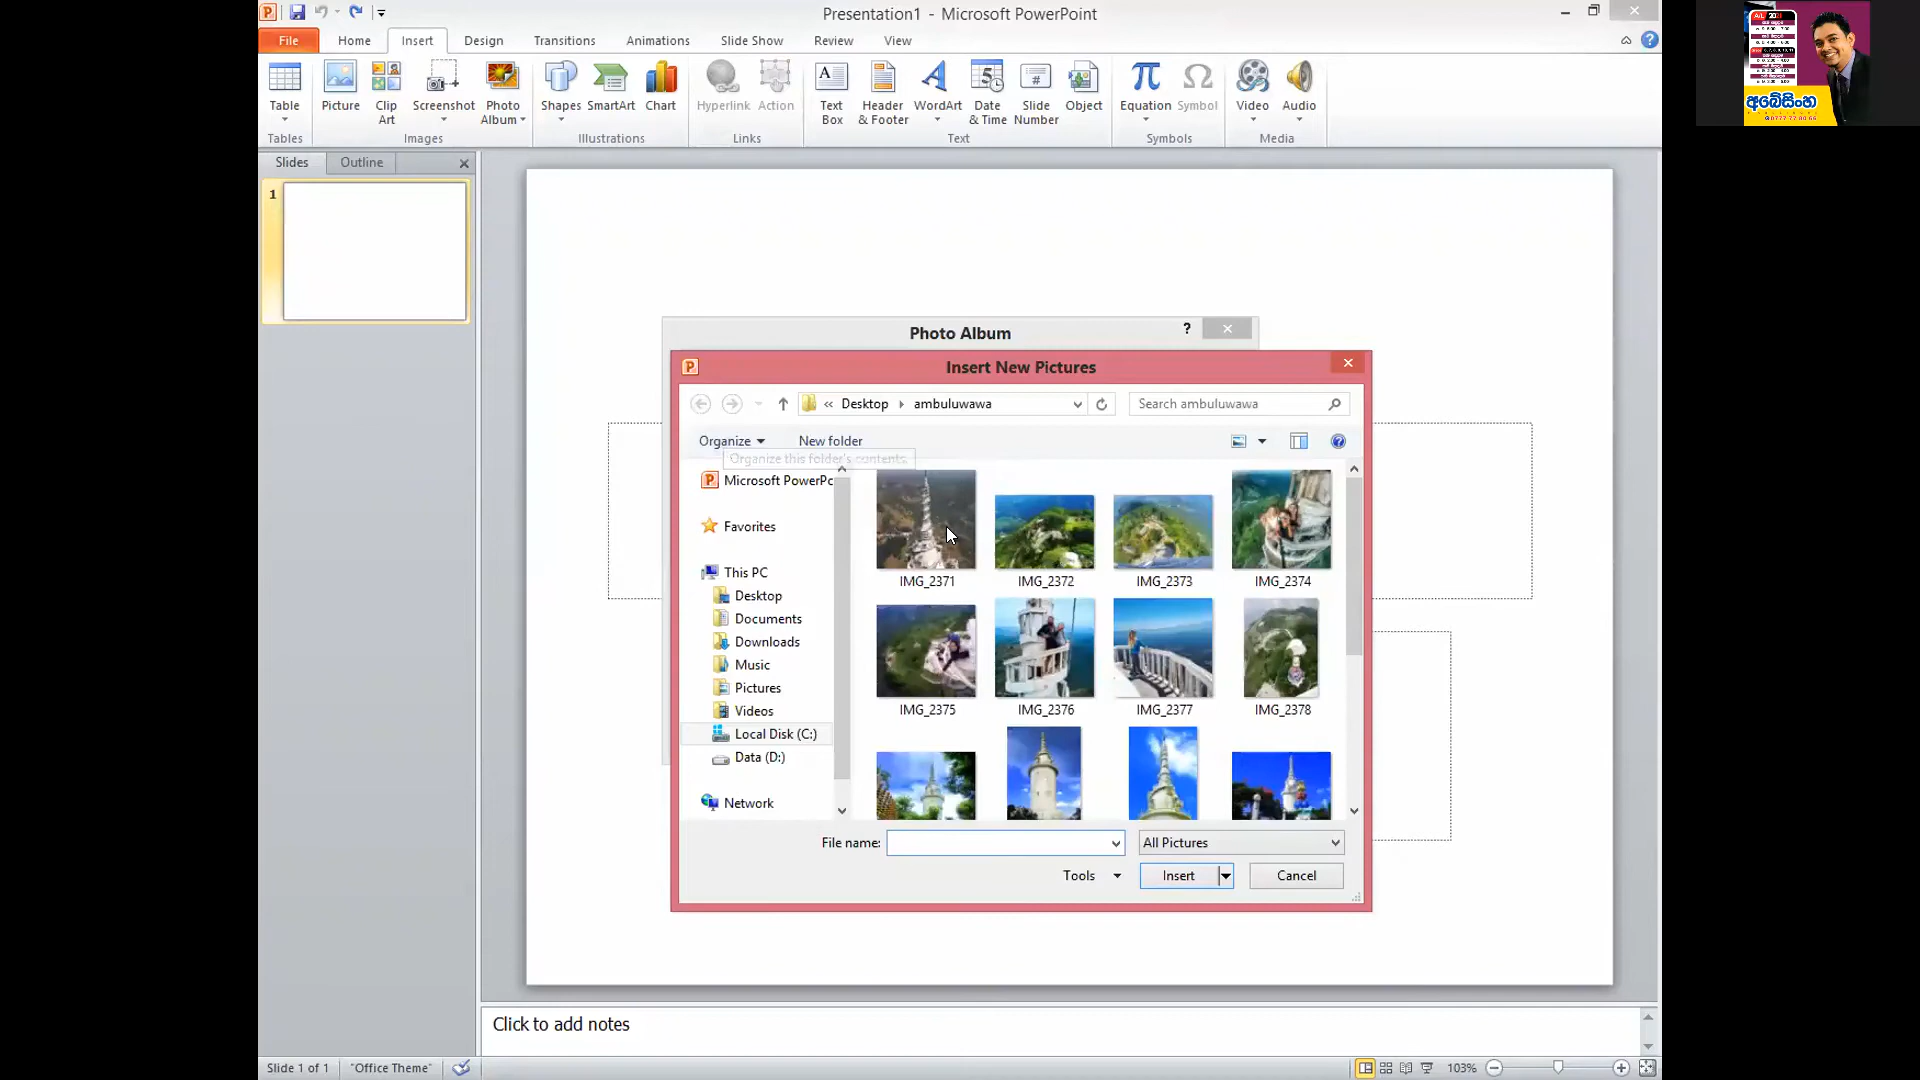 Presentation1 - Microsoft PowerPoint
File Home Insert Design Transitions Animations Slide Show Review View
Table Picture Clip Art Screenshot Photo Album Shapes SmartArt Chart Hyperlink Action Text Box Header & Footer WordArt Date & Time Slide Number Object Equation Symbol Video Audio
Tables Images Illustrations Links Text Symbols Media
Slides Outline
1
Photo Album
Insert New Pictures
« Desktop ambuluwawa
Search ambuluwawa
Organize New folder
Organize this folder's contents.
Microsoft PowerPc
Favorites
This PC
Desktop
Documents
Downloads
Music
Pictures
Videos
Local Disk (C:)
Data (D:)
Network
IMG_2371 IMG_2372 IMG_2373 IMG_2374
IMG_2375 IMG_2376 IMG_2377 IMG_2378
File name: All Pictures
Tools Insert Cancel
Click to add notes
Slide 1 of 1 "Office Theme" 103%
අබේසිංහ